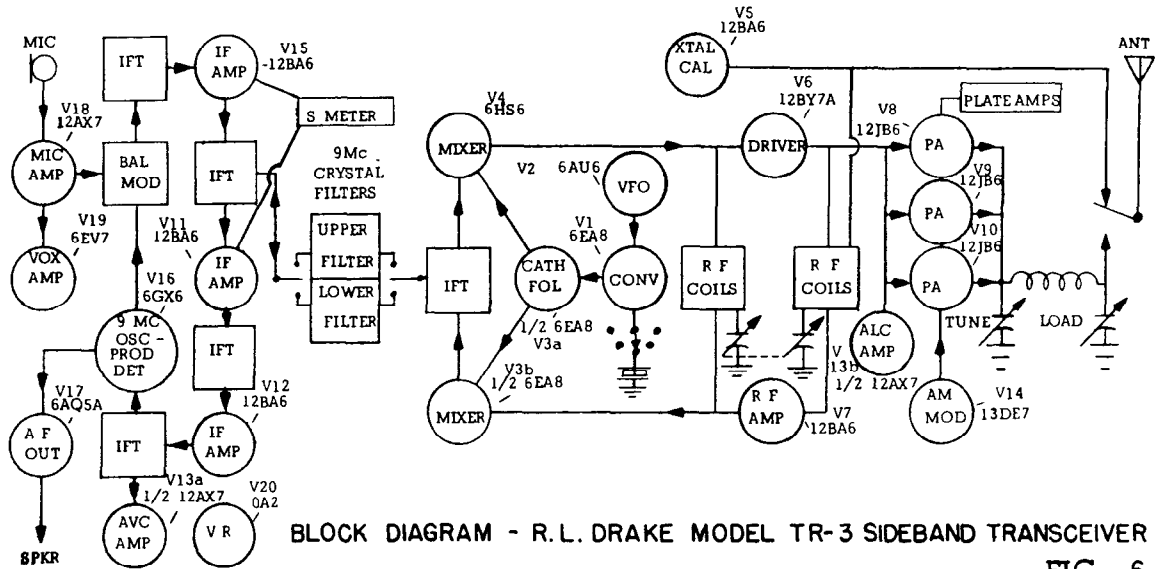 MIC
V18
12AX7
MIC
AMP
V19
6EV7
VOX
AMP
IFT
BAL
MOD
IF
AMP
V15
-12BA6
S METER
IFT
V11
12BA6
IF
AMP
V16
6GX6
9 MC
OSC -
PROD
DET
V17
6AQ5A
A F
OUT
SPKR
IFT
V12
12BA6
IF
AMP
IFT
V13a
1/2 12AX7
AVC
AMP
V20
0A2
V R
9Mc
CRYSTAL
FILTERS
UPPER
FILTER
LOWER
FILTER
V4
6HS6
MIXER
IFT
V2
6AU6
VFO
V1
6EA8
CONV
CATH
FOL
1/2 6EA8
V3a
V3b
1/2 6EA8
MIXER
V5
12BA6
XTAL
CAL
V6
12BY7A
DRIVER
R F
COILS
R F
COILS
R F
AMP
V7
12BA6
V
13b
1/2 12AX7
ALC
AMP
V8
12JB6
PA
PLATE AMPS
V9
12JB6
PA
V10
12JB6
PA
TUNE
LOAD
ANT
AM
MOD
V14
13DE7
BLOCK DIAGRAM - R.L. DRAKE MODEL TR-3 SIDEBAND TRANSCEIVER
FIG 6